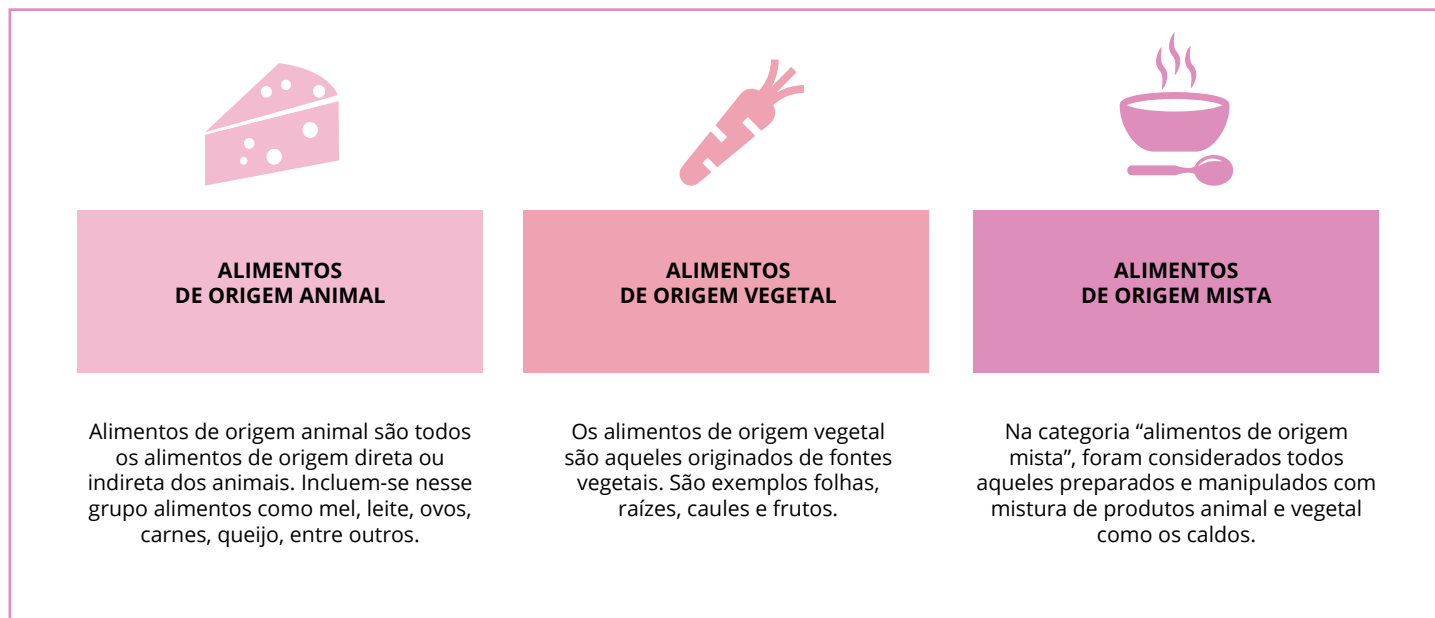 ALIMENTOS
DE ORIGEM ANIMAL
Alimentos de origem animal são todos
os alimentos de origem direta ou
indireta dos animais. Incluem-se nesse
grupo alimentos como mel, leite, ovos,
carnes, queijo, entre outros.
ALIMENTOS
DE ORIGEM VEGETAL
Os alimentos de origem vegetal
são aqueles originados de fontes
vegetais. São exemplos folhas,
raízes, caules e frutos.
ALIMENTOS
DE ORIGEM MISTA
Na categoria “alimentos de origem
mista”, foram considerados todos
aqueles preparados e manipulados com
mistura de produtos animal e vegetal
como os caldos.